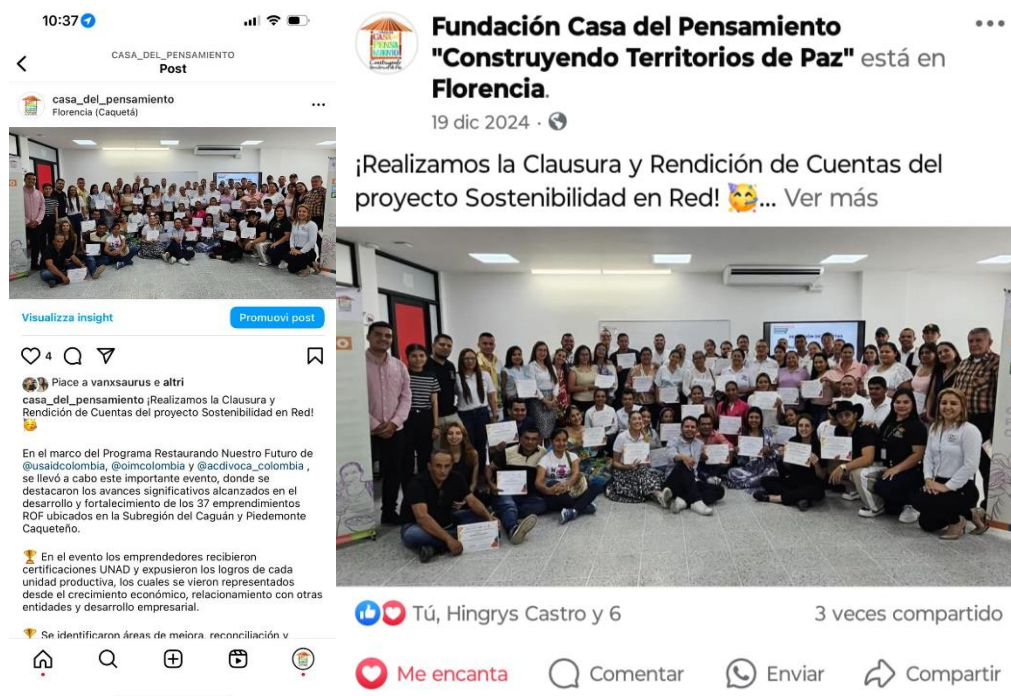 10:37
CASA_DEL_PENSAMIENTO
Post
casa_del_pensamiento
Florencia (Caquetá)
Visualizza insight
Promuovi post
4
Piace a vanxsaurus e altri
casa_del_pensamiento ¡Realizamos la Clausura y
Rendición de Cuentas del proyecto Sostenibilidad en Red!
🥳
En el marco del Programa Restaurando Nuestro Futuro de
@usaidcolombia, @oimcolombia y @acdivoca_colombia ,
se llevó a cabo este importante evento, donde se
destacaron los avances significativos alcanzados en el
desarrollo y fortalecimiento de los 37 emprendimientos
ROF ubicados en la Subregión del Caguán y Piedemonte
Caqueteño.
🏆 En el evento los emprendedores recibieron
certificaciones UNAD y expusieron los logros de cada
unidad productiva, los cuales se vieron representados
desde el crecimiento económico, relacionamiento con otras
entidades y desarrollo empresarial.
🏆 Se identificaron áreas de mejora, reconciliación y
Fundación Casa del Pensamiento
"Construyendo Territorios de Paz" está en
Florencia.
19 dic 2024 ·
¡Realizamos la Clausura y Rendición de Cuentas del
proyecto Sostenibilidad en Red! 🥳... Ver más
Tú, Hingrys Castro y 6
3 veces compartido
Me encanta
Comentar
Enviar
Compartir